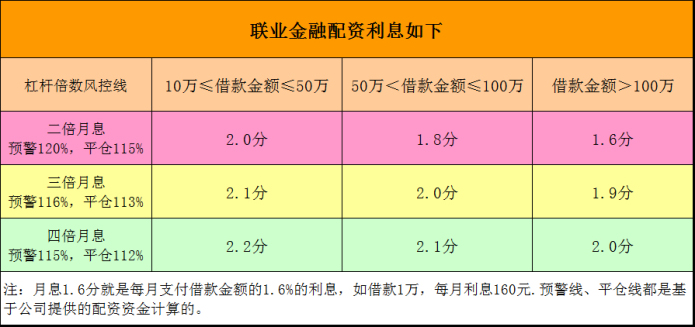 联业金融配资利息如下
杠杆倍数风控线
10万≤借款金额≤50万
50万<借款金额≤100万
借款金额>100万
二倍月息
预警120%，平仓115%
2.0分
1.8分
1.6分
三倍月息
预警116%，平仓113%
2.1分
2.0分
1.9分
四倍月息
预警115%，平仓112%
2.2分
2.1分
2.0分
注：月息1.6分就是每月支付借款金额的1.6%的利息，如借款1万，每月利息160元.预警线、平仓线都是基
于公司提供的配资资金计算的。